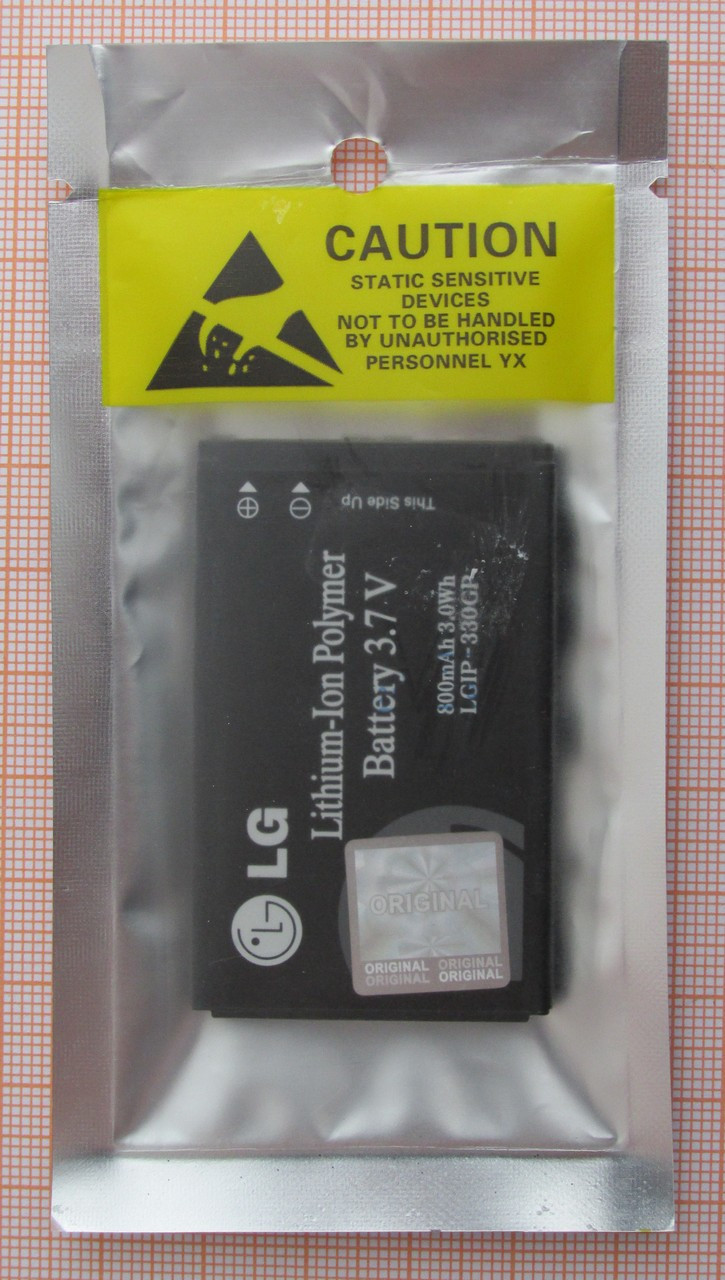 CAUTION
STATIC SENSITIVE
DEVICES
NOT TO BE HANDLED
BY UNAUTHORISED
PERSONNEL YX
This Side Up
LG
Lithium-Ion Polymer
Battery 3.7 V
800mAh 3.0Wh
LGIP-330GP
ORIGINAL
ORIGINAL ORIGINAL
ORIGINAL ORIGINAL